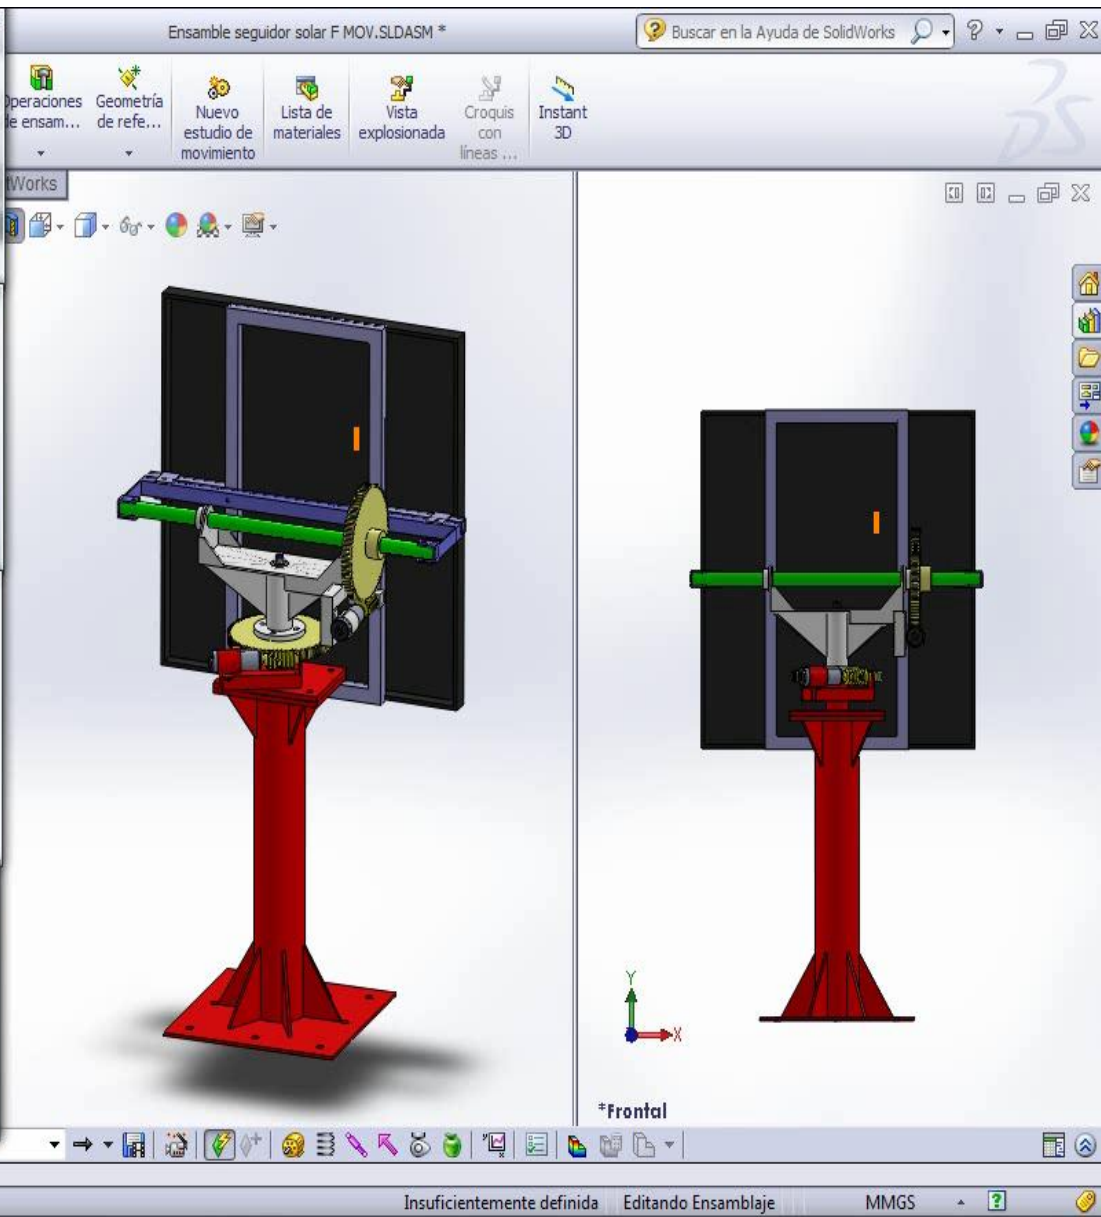 Ensamble seguidor solar F MOV.SLDASM *
Buscar en la Ayuda de SolidWorks
Operaciones
de ensam...
Geometría
de refe...
Nuevo
estudio de
movimiento
Lista de
materiales
Vista
explosionada
Croquis
con
líneas ...
Instant
3D
tWorks
Y
X
*Frontal
Insuficientemente definida
Editando Ensamblaje
MMGS